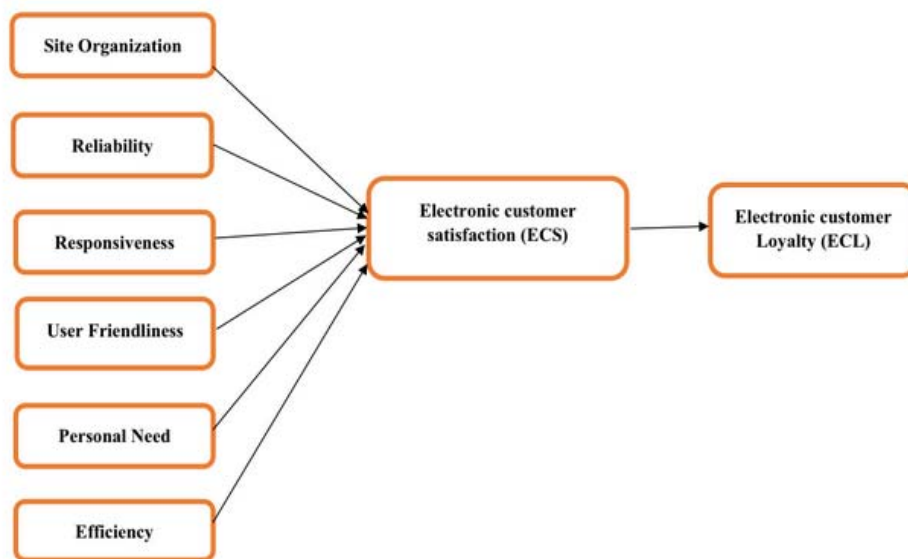 Site Organization
Reliability
Responsiveness
User Friendliness
Personal Need
Efficiency
Electronic customer
satisfaction (ECS)
Electronic customer
Loyalty (ECL)